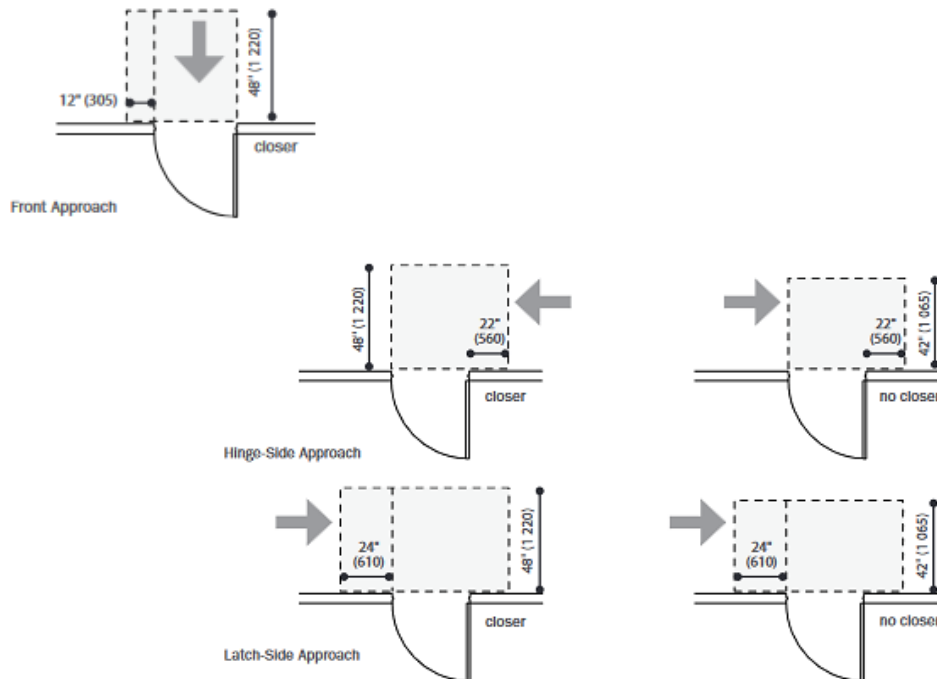 12" (305)
48" (1 220)
closer
Front Approach
48" (1 220)
22"
(560)
closer
22"
(560)
42" (1 065)
no closer
Hinge-Side Approach
24"
(610)
48" (1 220)
closer
24"
(610)
42" (1 065)
no closer
Latch-Side Approach